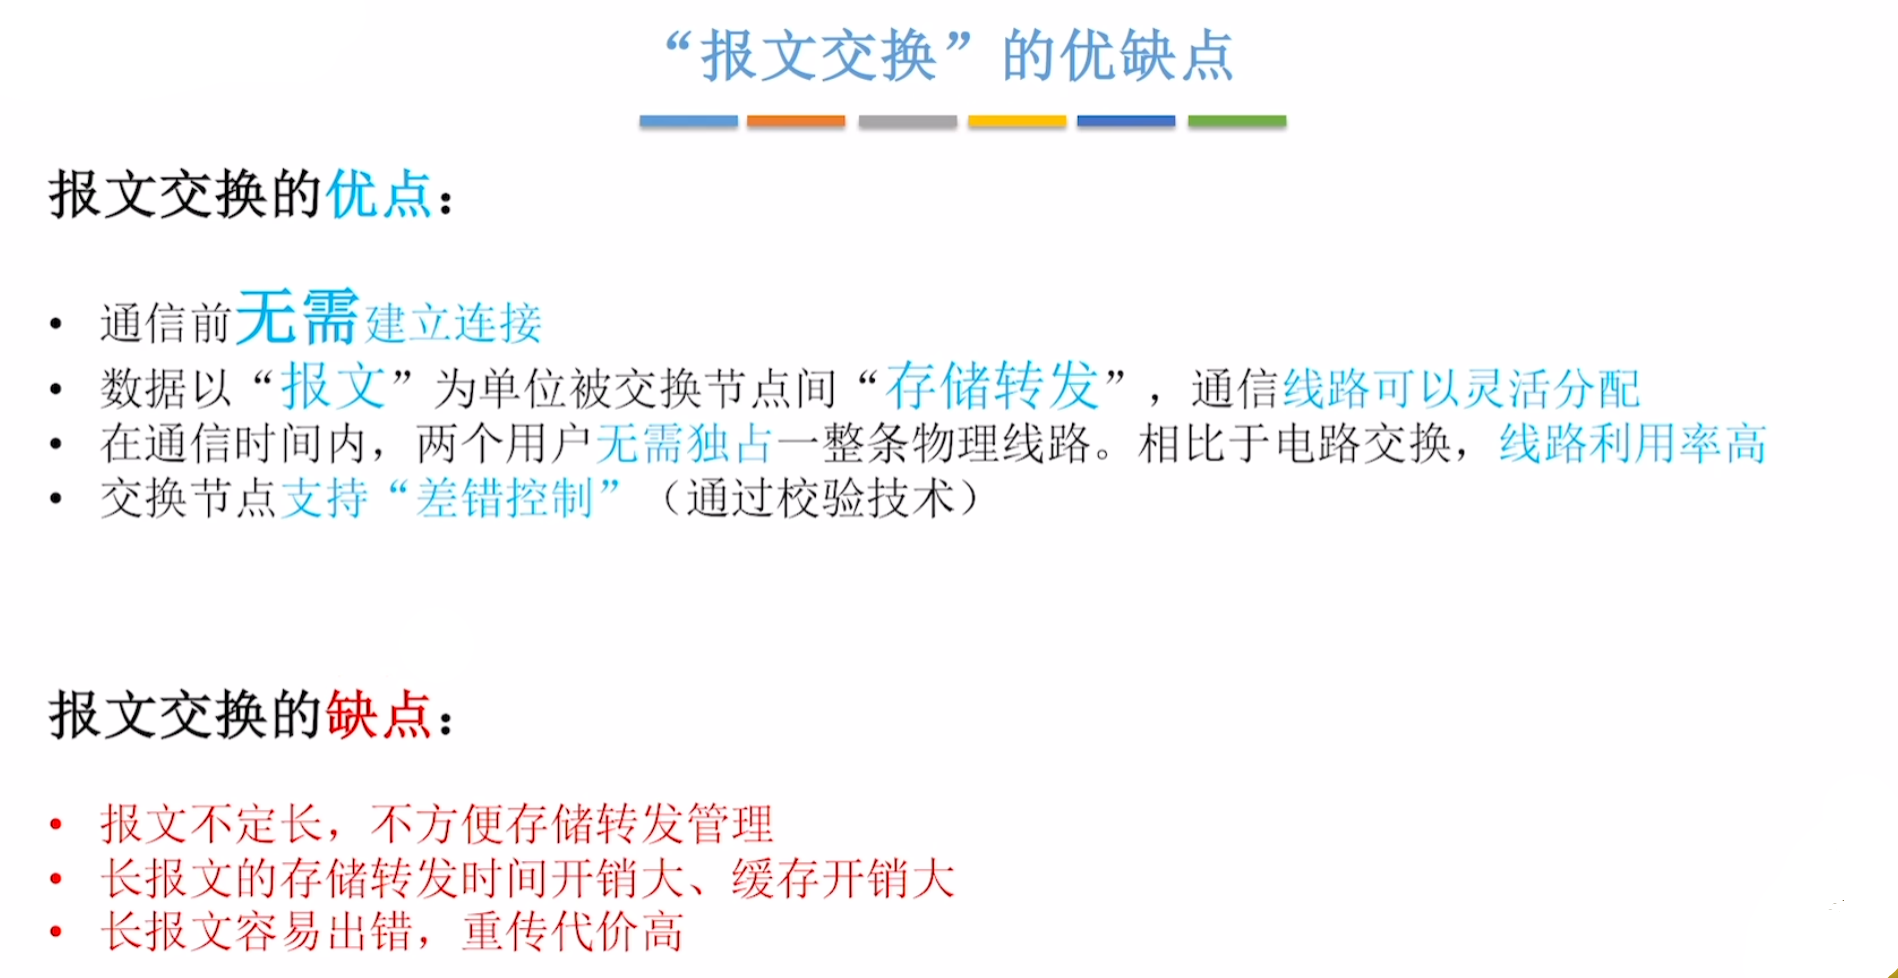 “报文交换”的优缺点
报文交换的优点：
• 通信前无需建立连接
• 数据以“报文”为单位被交换节点间“存储转发”，通信线路可以灵活分配
• 在通信时间内，两个用户无需独占一整条物理线路。相比于电路交换，线路利用率高
• 交换节点支持“差错控制”（通过校验技术）
报文交换的缺点：
• 报文不定长，不方便存储转发管理
• 长报文的存储转发时间开销大、缓存开销大
• 长报文容易出错，重传代价高